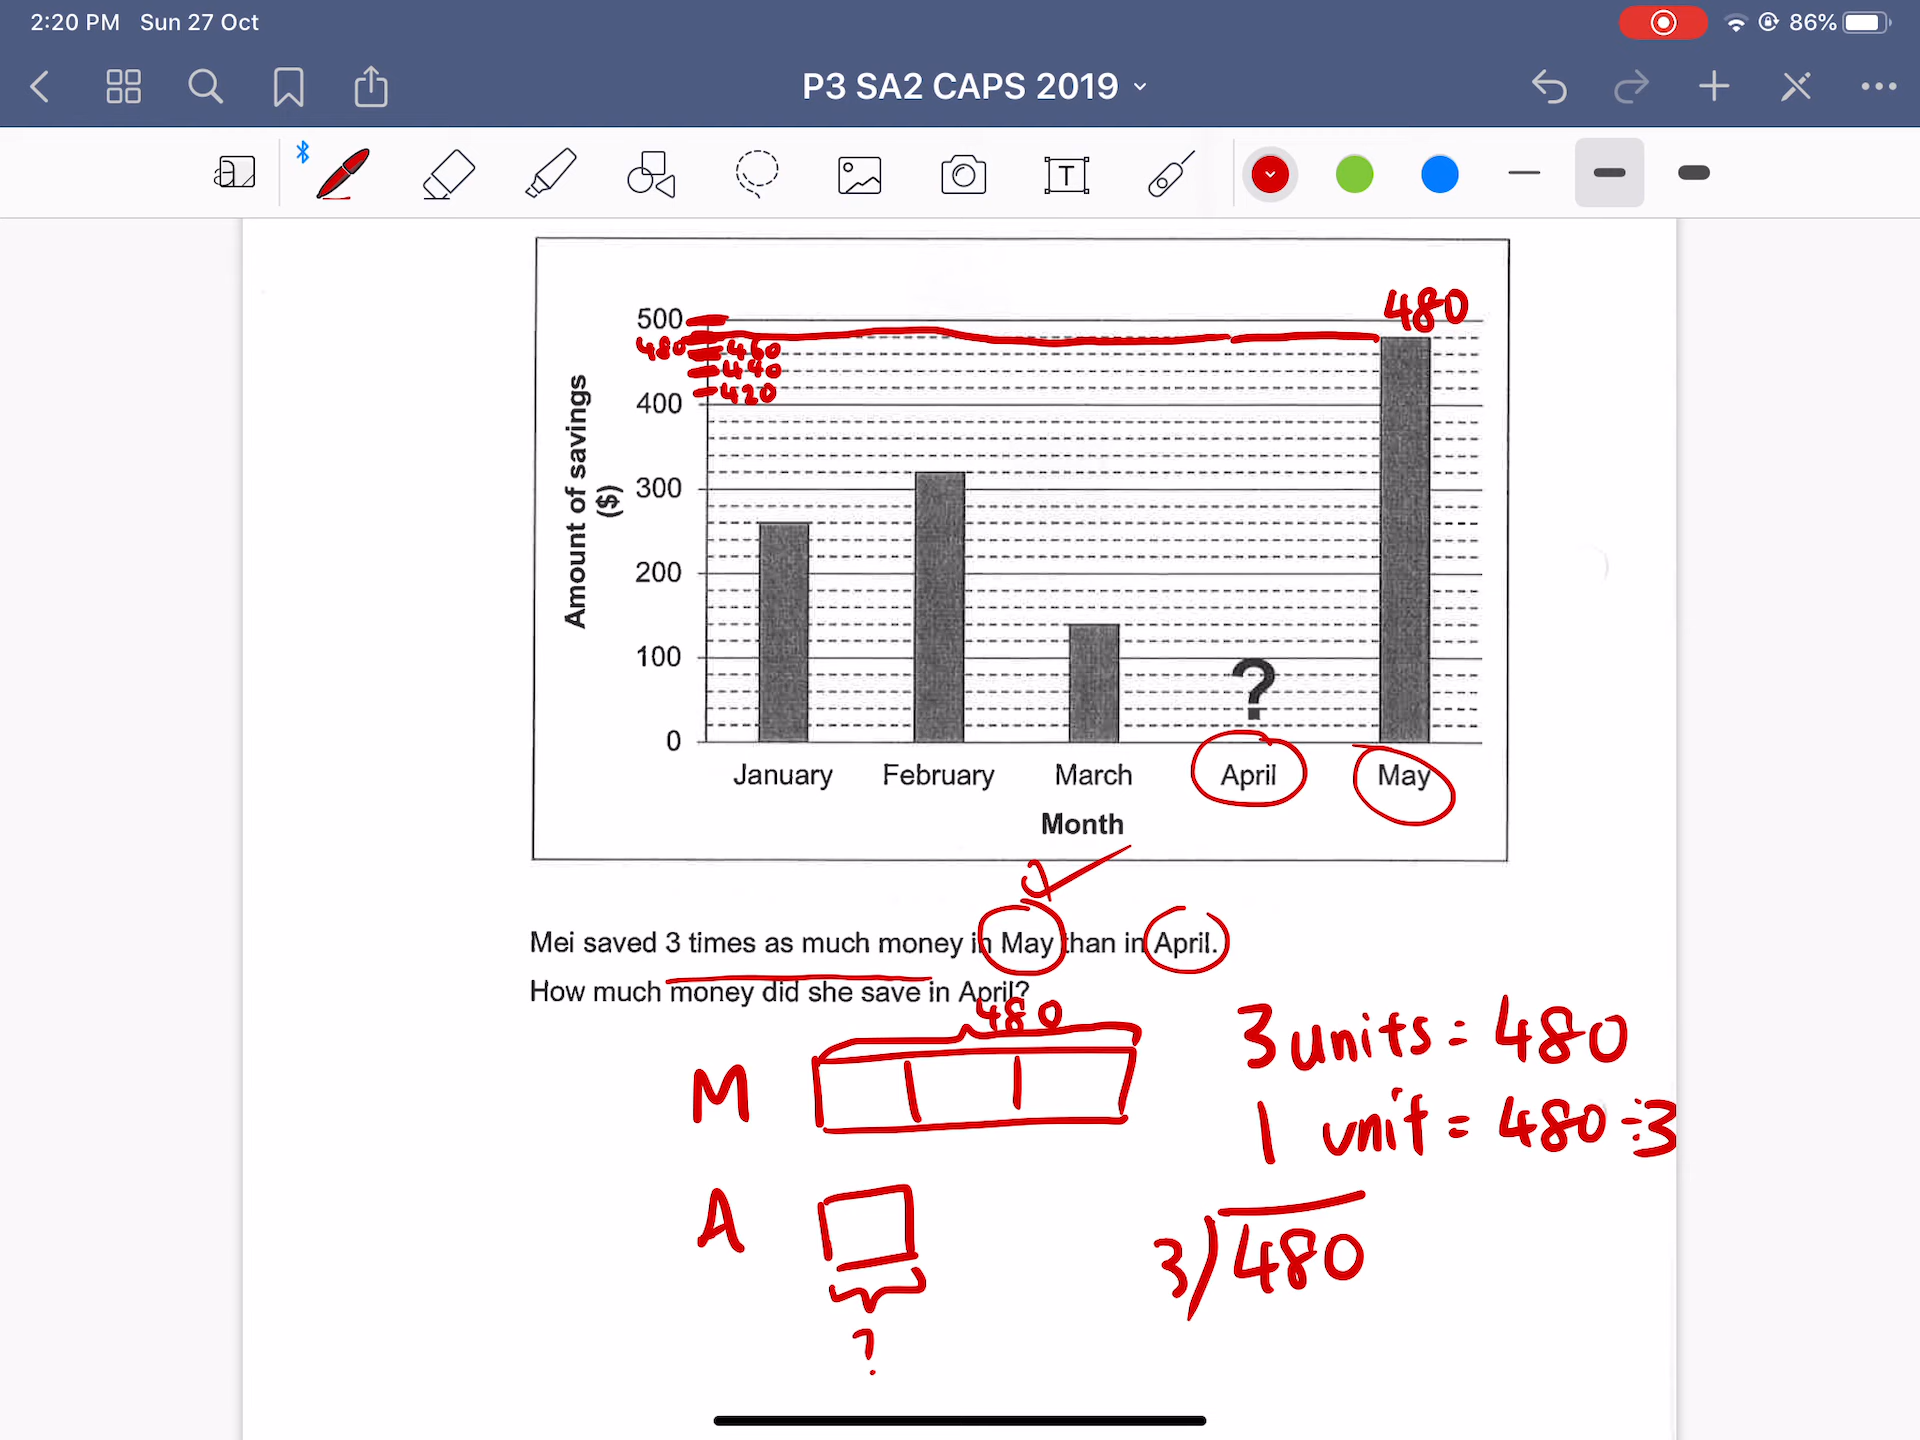 2:20 PM Sun 27 Oct
86%
P3 SA2 CAPS 2019
T
480
500
480
460
440
420
400
300
200
100
0
Amount of savings
($)
?
January February March April May
Month
Mei saved 3 times as much money in May than in April.
How much money did she save in April?
480
M
3 units = 480
1 unit = 480 ÷ 3
A
3)480
?